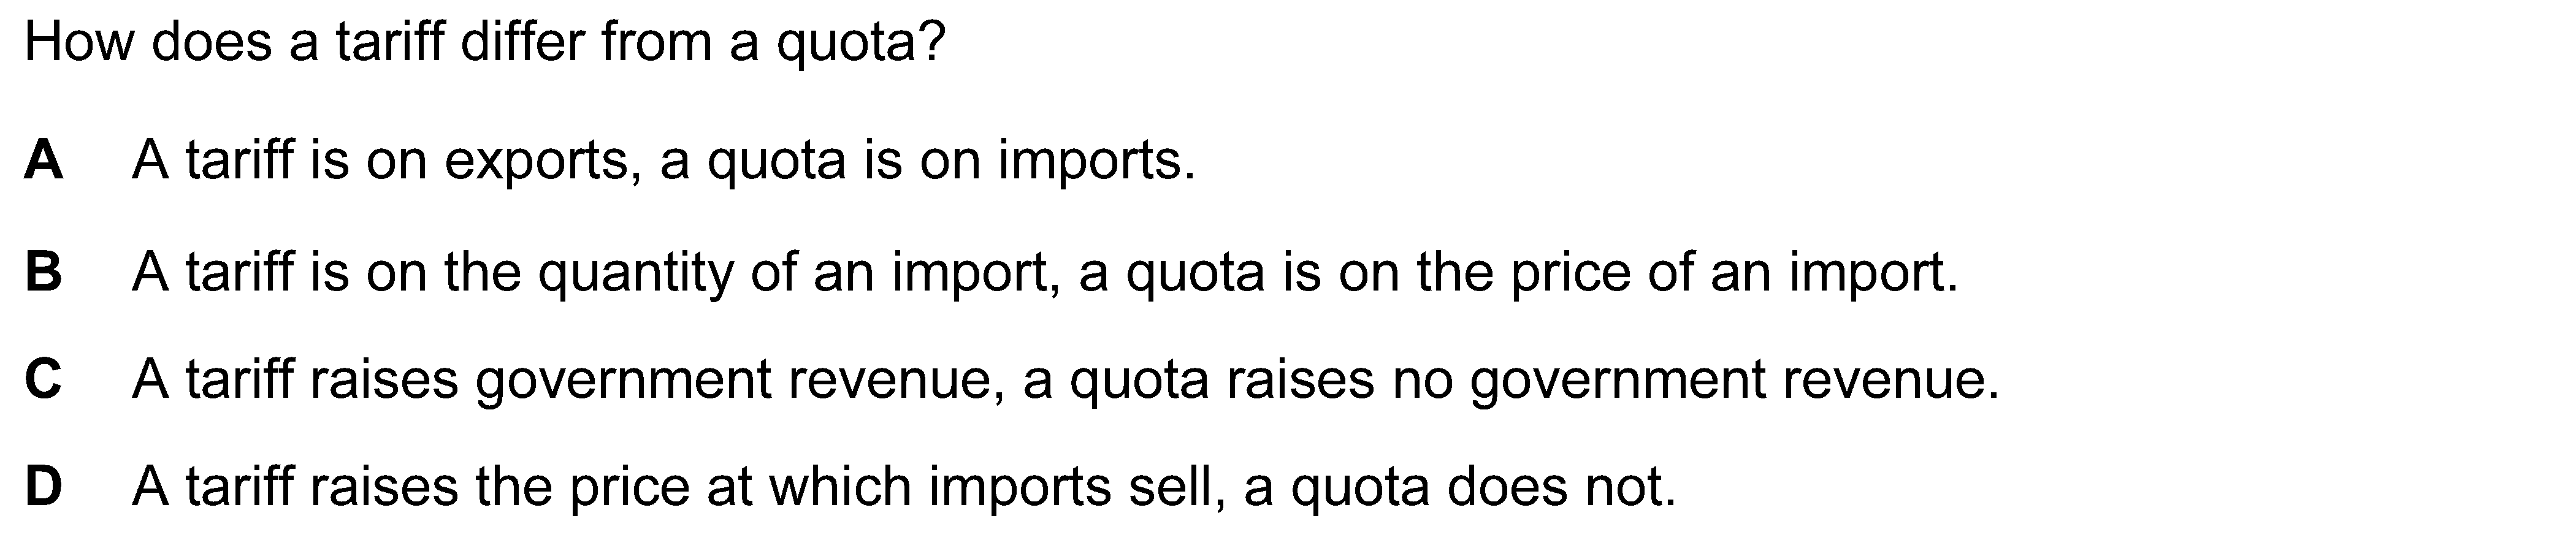 How does a tariff differ from a quota?
A A tariff is on exports, a quota is on imports.
B A tariff is on the quantity of an import, a quota is on the price of an import.
C A tariff raises government revenue, a quota raises no government revenue.
D A tariff raises the price at which imports sell, a quota does not.